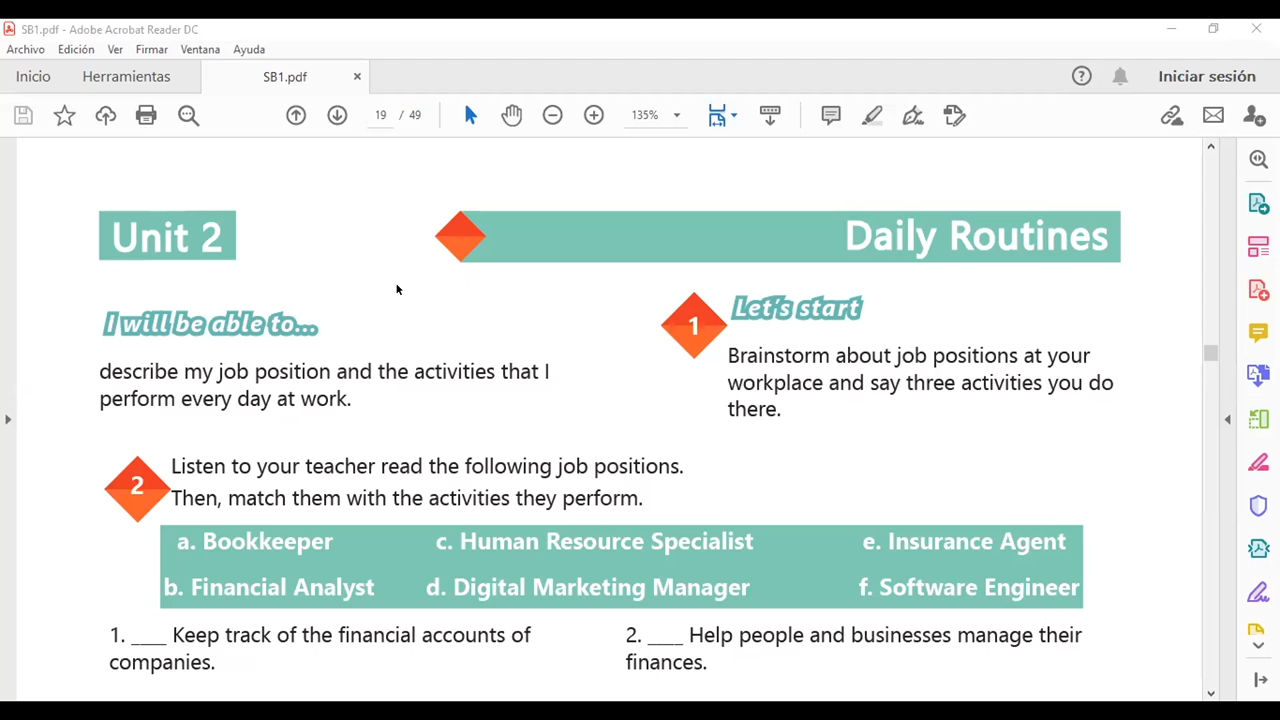 SB1.pdf - Adobe Acrobat Reader DC
Archivo Edición Ver Firmar Ventana Ayuda
Inicio Herramientas SB1.pdf × Iniciar sesión
19 / 49 135%
Unit 2 Daily Routines
I will be able to...
describe my job position and the activities that I
perform every day at work.
1 Let's start
Brainstorm about job positions at your
workplace and say three activities you do
there.
2 Listen to your teacher read the following job positions.
Then, match them with the activities they perform.
a. Bookkeeper c. Human Resource Specialist e. Insurance Agent
b. Financial Analyst d. Digital Marketing Manager f. Software Engineer
1. ____ Keep track of the financial accounts of
companies.
2. ____ Help people and businesses manage their
finances.